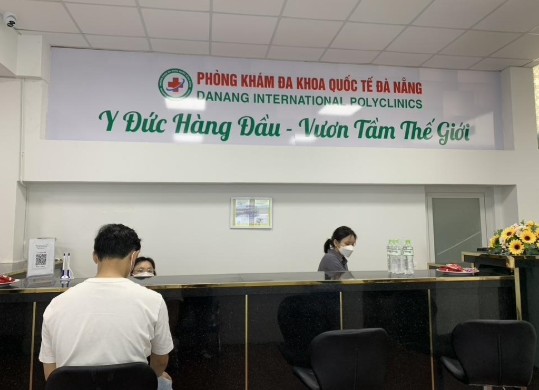 PHÒNG KHÁM ĐA KHOA QUỐC TẾ ĐÀ NẴNG
DANANG INTERNATIONAL POLYCLINICS
Y Đức Hàng Đầu - Vươn Tầm Thế Giới